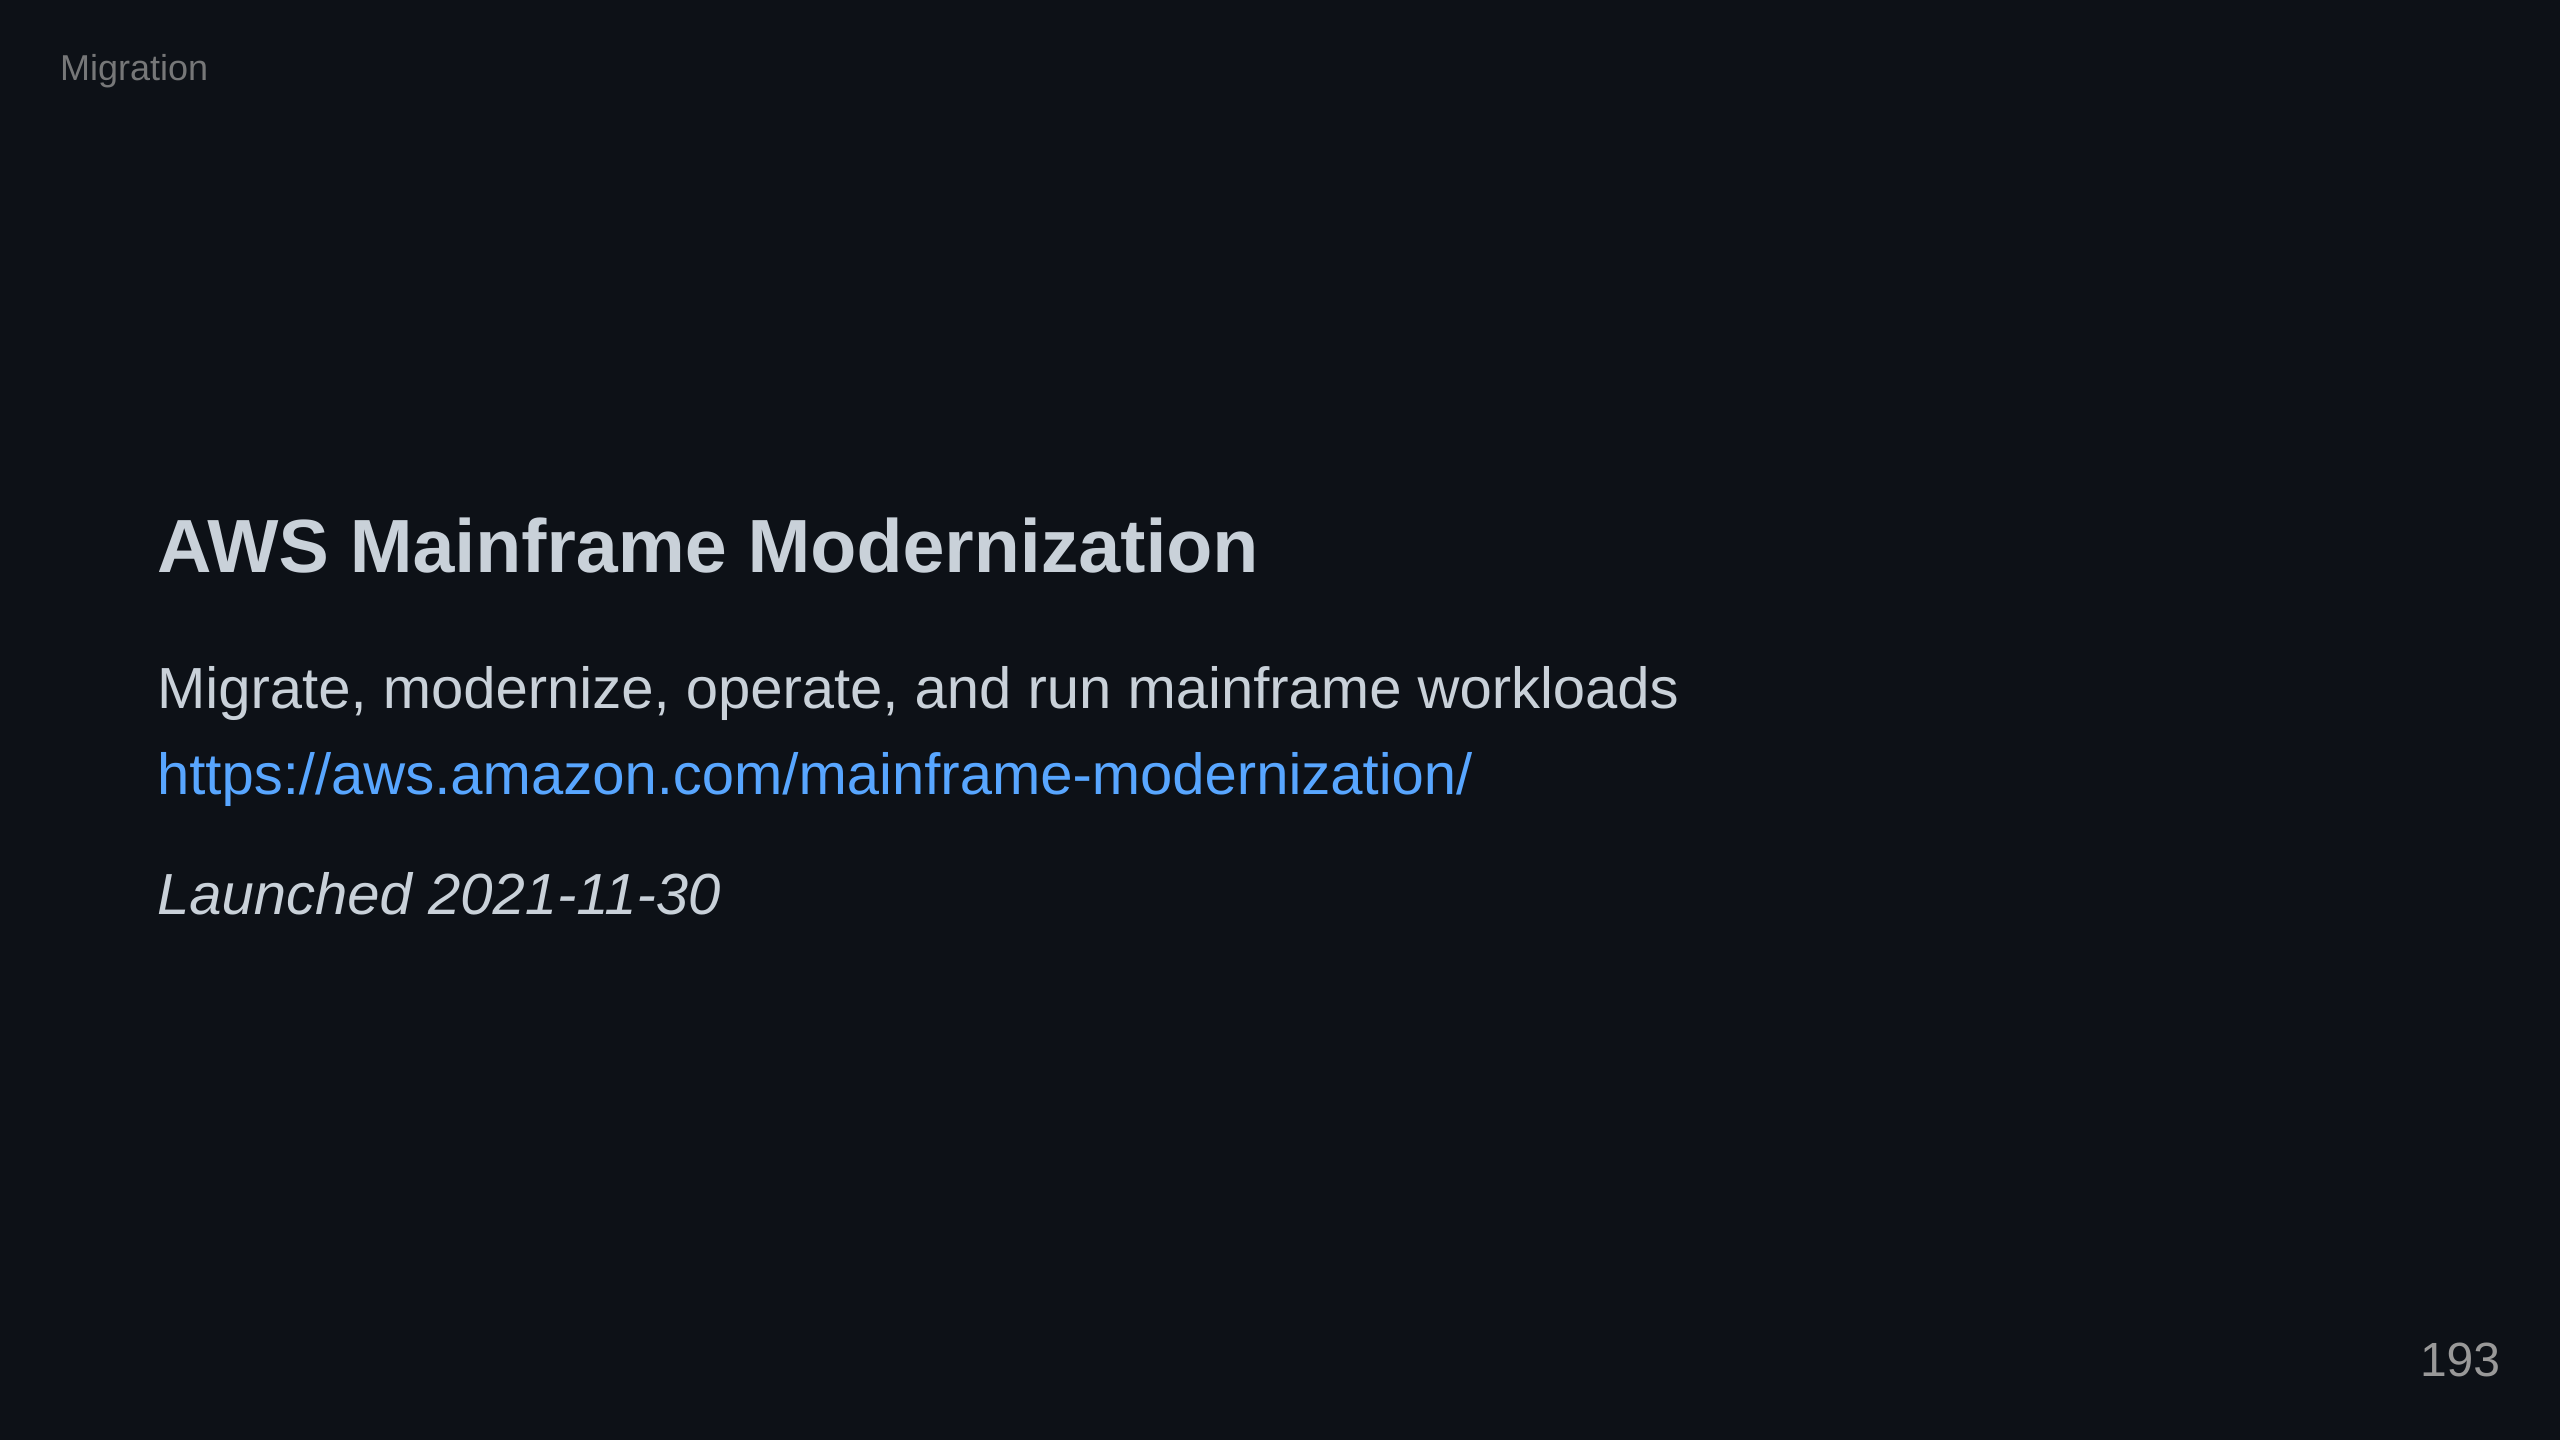 Migration
AWS Mainframe Modernization
Migrate, modernize, operate, and run mainframe workloads
https://aws.amazon.com/mainframe-modernization/
Launched 2021-11-30
193